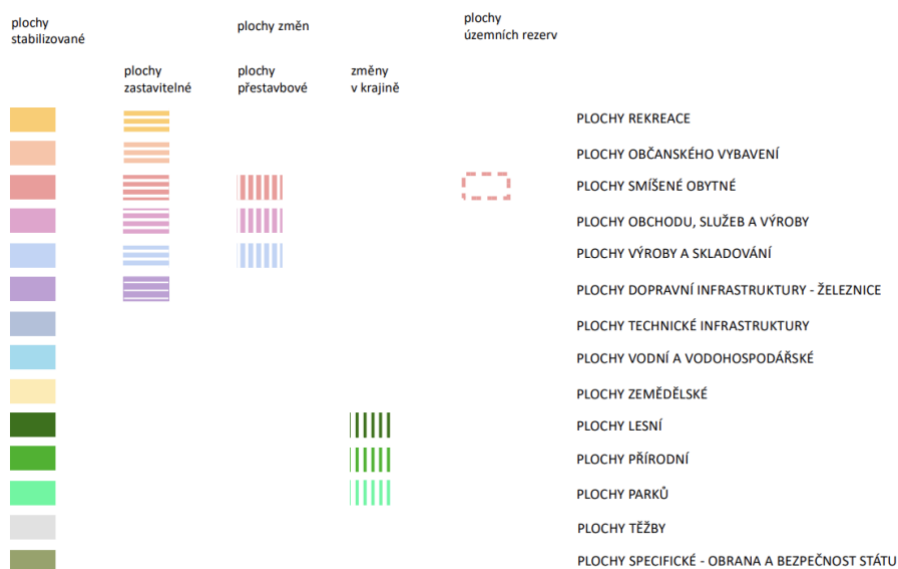 plochy
stabilizované
plochy změn
plochy
územních rezerv
plochy
zastavitelné
plochy
přestavbové
změny
v krajině
PLOCHY REKREACE
PLOCHY OBČANSKÉHO VYBAVENÍ
PLOCHY SMÍŠENÉ OBYTNÉ
PLOCHY OBCHODU, SLUŽEB A VÝROBY
PLOCHY VÝROBY A SKLADOVÁNÍ
PLOCHY DOPRAVNÍ INFRASTRUKTURY - ŽELEZNICE
PLOCHY TECHNICKÉ INFRASTRUKTURY
PLOCHY VODNÍ A VODOHOSPODÁŘSKÉ
PLOCHY ZEMĚDĚLSKÉ
PLOCHY LESNÍ
PLOCHY PŘÍRODNÍ
PLOCHY PARKŮ
PLOCHY TĚŽBY
PLOCHY SPECIFICKÉ - OBRANA A BEZPEČNOST STÁTU